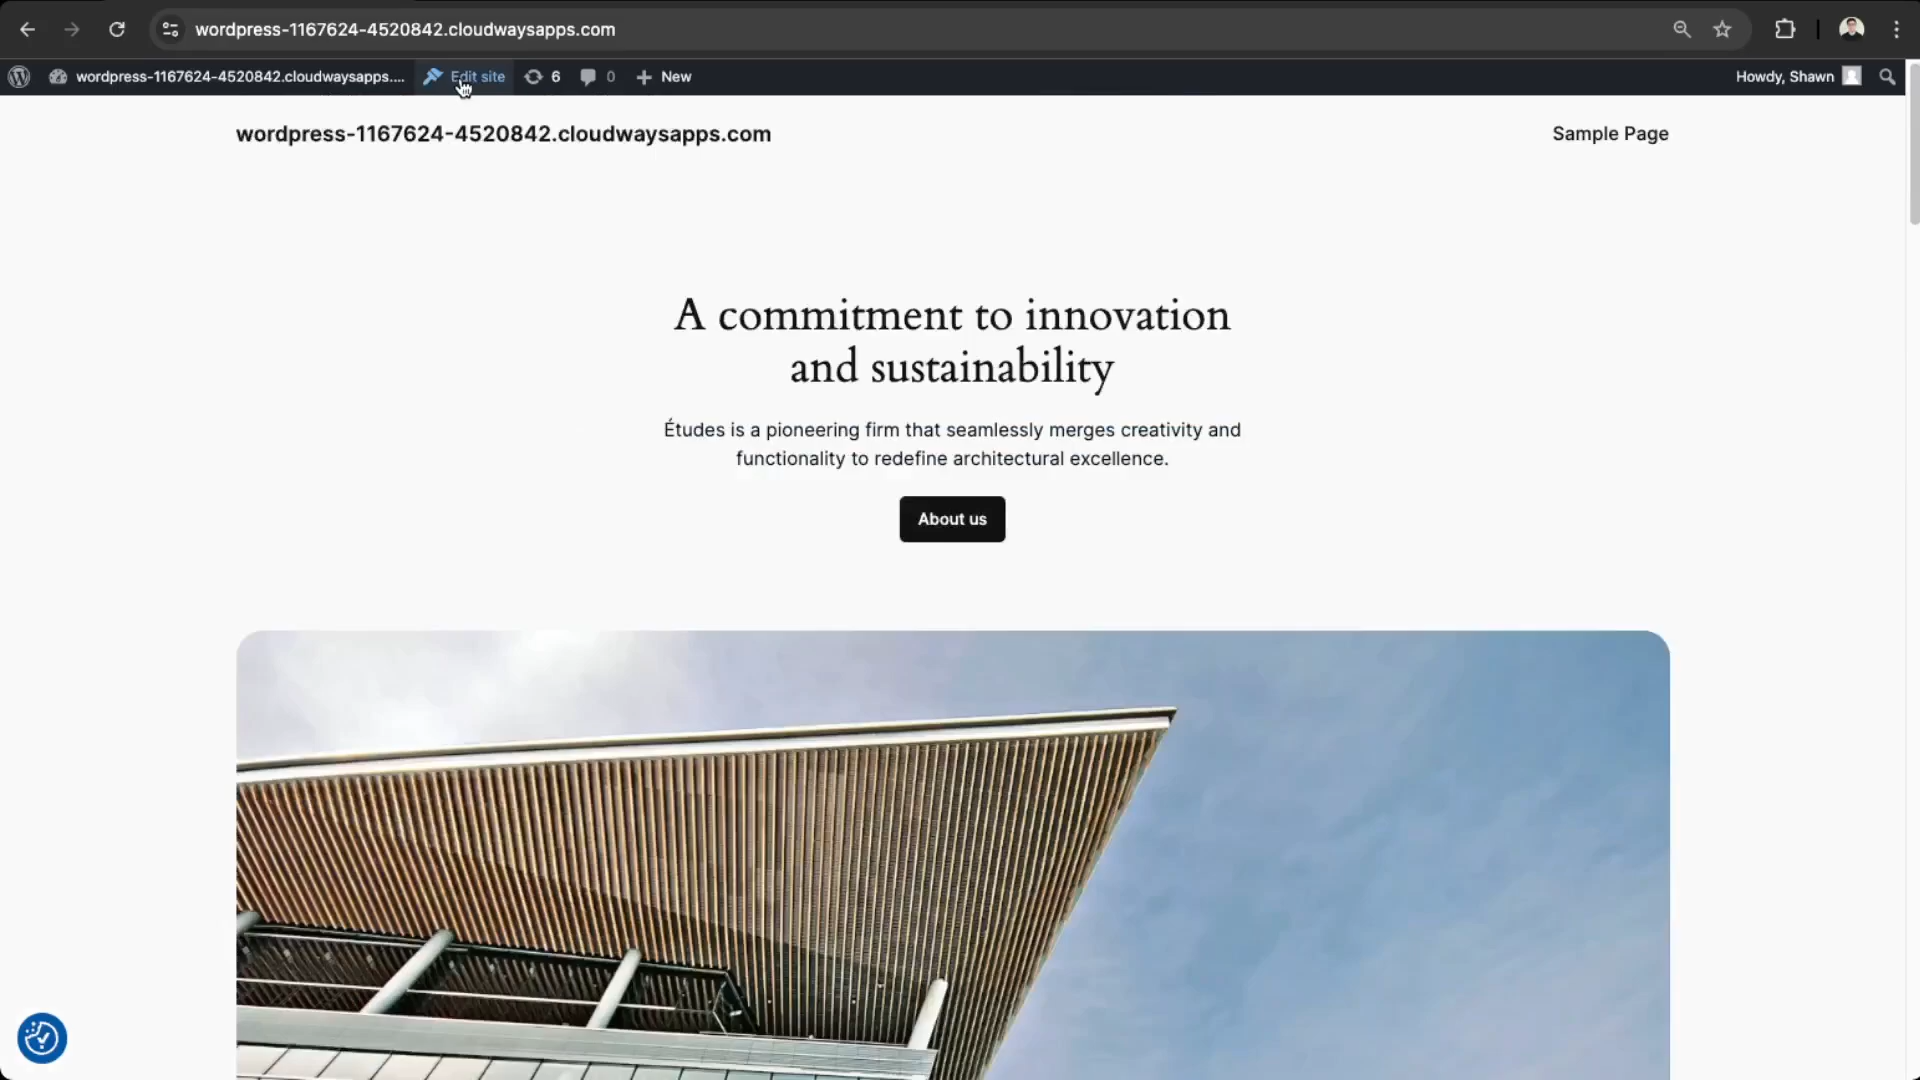 wordpress-1167624-4520842.cloudwaysapps.com
wordpress-1167624-4520842.cloudwaysapps.... Edit site 6 0 New Howdy, Shawn
wordpress-1167624-4520842.cloudwaysapps.com Sample Page
A commitment to innovation
and sustainability
Études is a pioneering firm that seamlessly merges creativity and
functionality to redefine architectural excellence.
About us